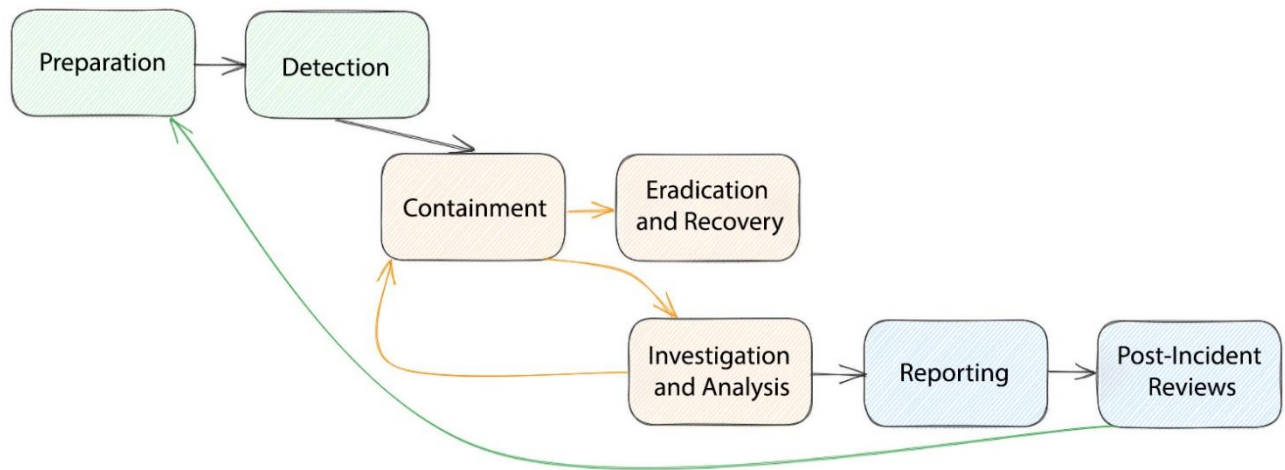 Preparation
Detection
Containment
Eradication
and Recovery
Investigation
and Analysis
Reporting
Post-Incident
Reviews